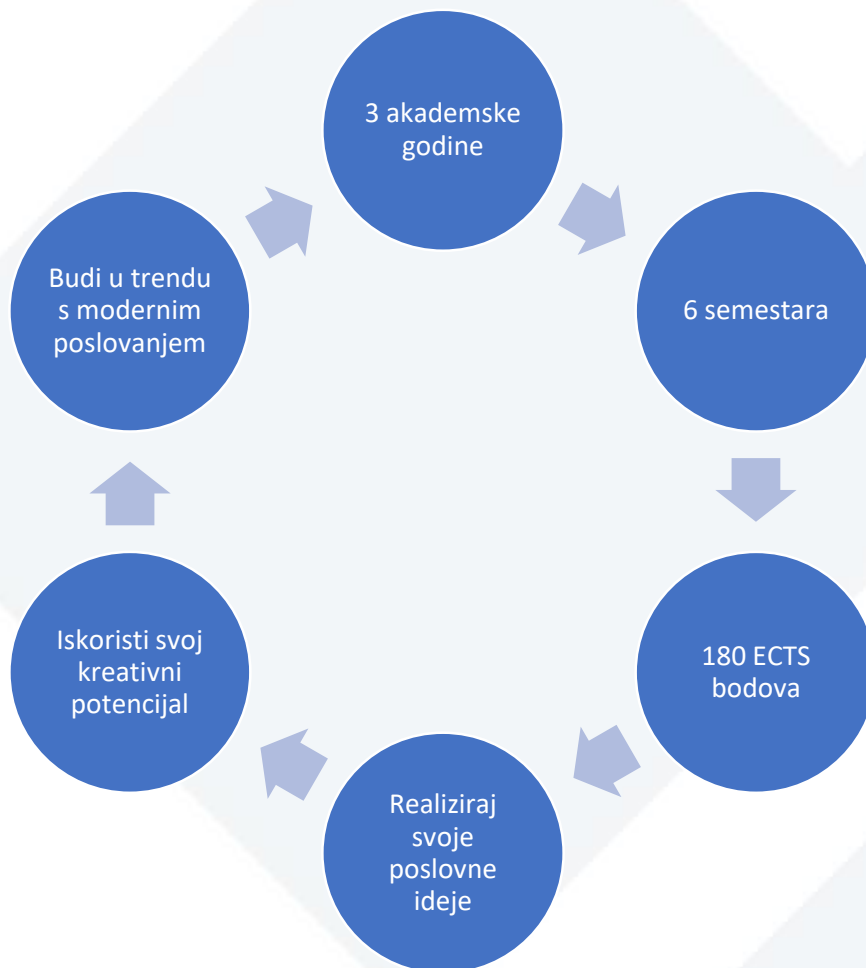 3 akademske
godine
6 semestara
180 ECTS
bodova
Realiziraj
svoje
poslovne
ideje
Iskoristi svoj
kreativni
potencijal
Budi u trendu
s modernim
poslovanjem